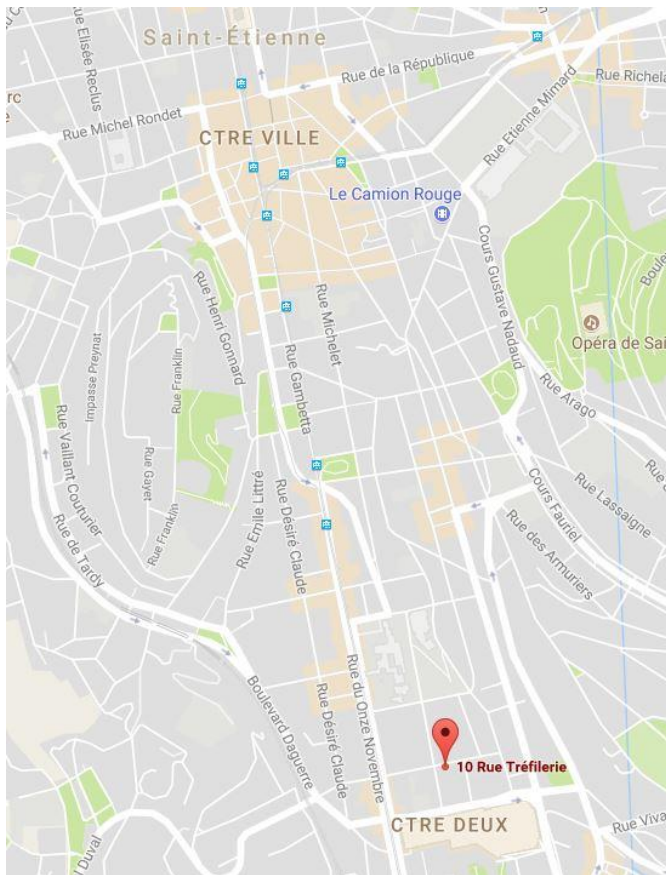 Saint-Étienne
Rue Elisée Reclus
Rue de la République
Rue Richela
Rue Michel Rondet
CTRE VILLE
Rue Etienne Mimard
Le Camion Rouge
Cours Gustave Nadaud
Rue Henri Gonnard
Rue Michelet
Opéra de Sai
Impasse Preynat
Rue Franklin
Rue Gambetta
Rue Arago
Rue Vaillant Couturier
Rue Gayet
Rue Emile Littré
Rue Désiré Claude
Cours Fauriel
Rue Lassaigne
Rue Franklin
Rue de Tardy
Rue des Armuriers
Rue du Onze Novembre
Boulevard Daguerre
Rue Désiré Claude
10 Rue Tréfilerie
CTRE DEUX
Rue Viva
Duval